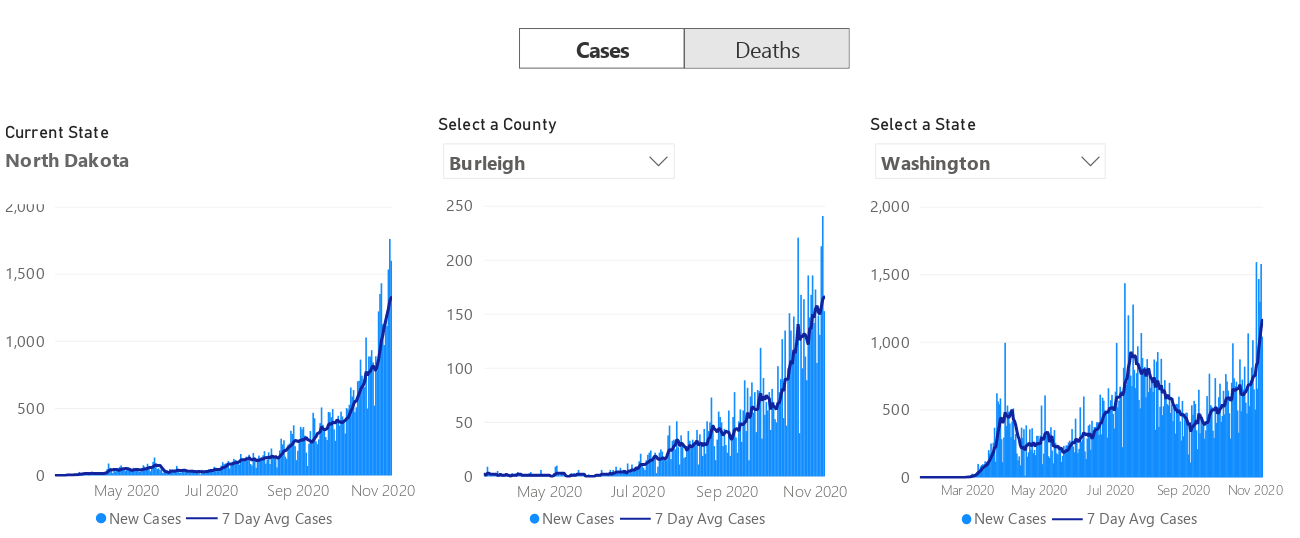 Cases Deaths
Current State
North Dakota
2,000
1,500
1,000
500
0
May 2020 Jul 2020 Sep 2020 Nov 2020
New Cases 7 Day Avg Cases
Select a County
Burleigh
250
200
150
100
50
0
May 2020 Jul 2020 Sep 2020 Nov 2020
New Cases 7 Day Avg Cases
Select a State
Washington
2,000
1,500
1,000
500
0
Mar 2020 May 2020 Jul 2020 Sep 2020 Nov 2020
New Cases 7 Day Avg Cases